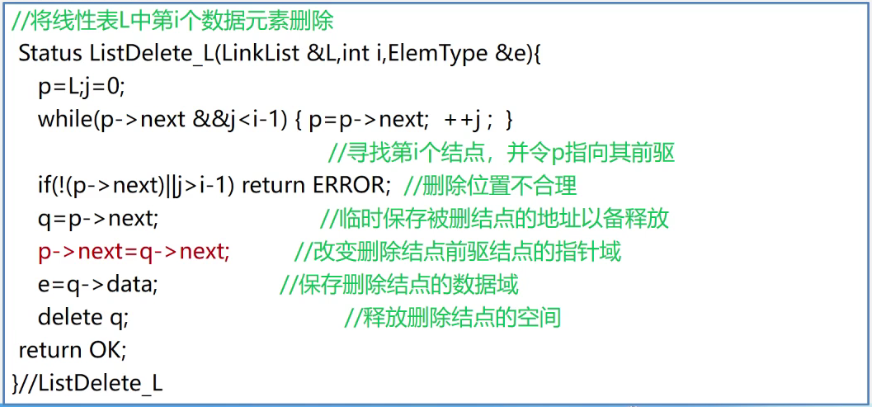 //将线性表L中第i个数据元素删除
Status ListDelete_L(LinkList &L,int i,ElemType &e){
p=L;j=0;
while(p->next &&j<i-1) { p=p->next; ++j ; }
//寻找第i个结点，并令p指向其前驱
if(!(p->next)||j>i-1) return ERROR; //删除位置不合理
q=p->next; //临时保存被删结点的地址以备释放
p->next=q->next; //改变删除结点前驱结点的指针域
e=q->data; //保存删除结点的数据域
delete q; //释放删除结点的空间
return OK;
}//ListDelete_L